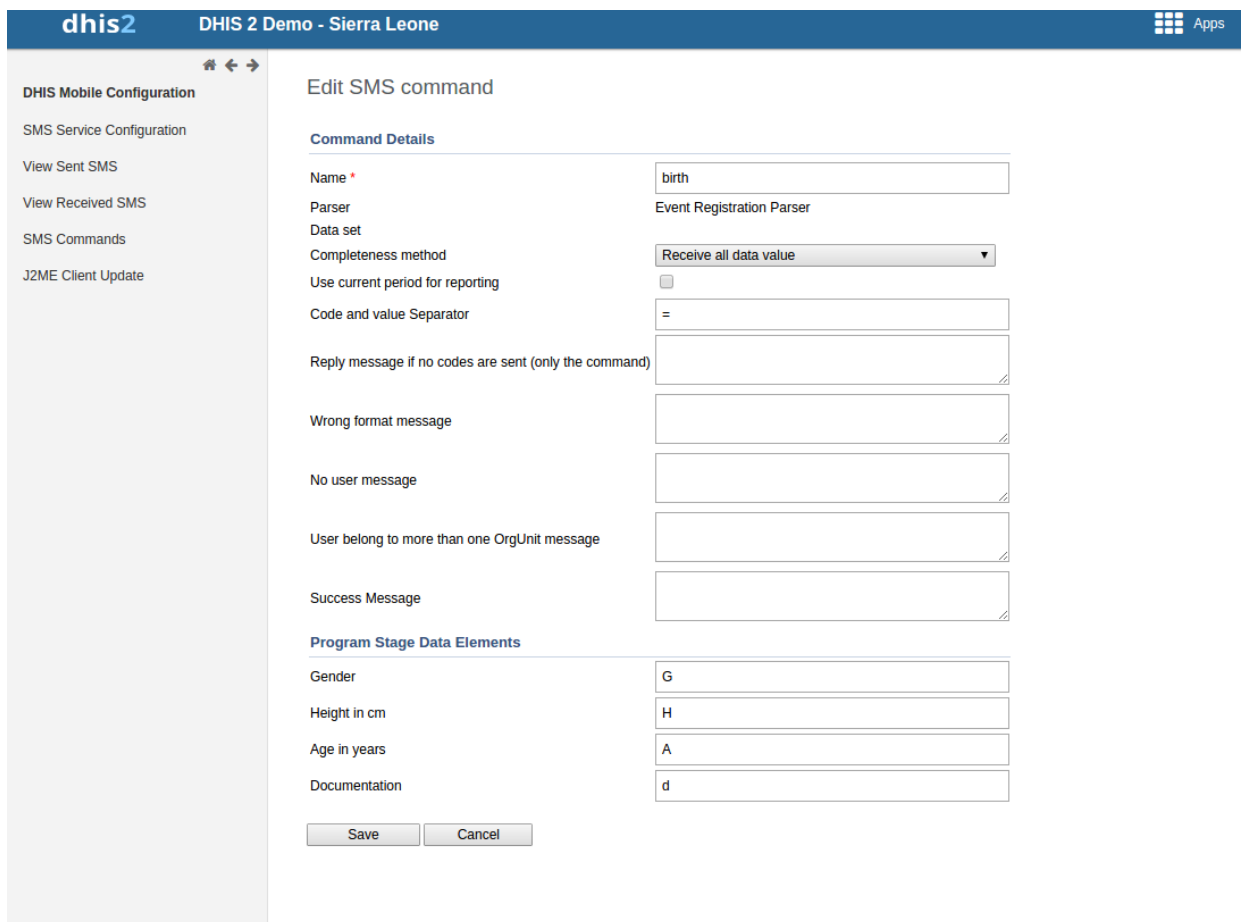 dhis2 DHIS 2 Demo - Sierra Leone Apps
DHIS Mobile Configuration
SMS Service Configuration
View Sent SMS
View Received SMS
SMS Commands
J2ME Client Update
Edit SMS command
Command Details
Name * birth
Parser Event Registration Parser
Data set
Completeness method Receive all data value
Use current period for reporting
Code and value Separator =
Reply message if no codes are sent (only the command)
Wrong format message
No user message
User belong to more than one OrgUnit message
Success Message
Program Stage Data Elements
Gender G
Height in cm H
Age in years A
Documentation d
Save Cancel